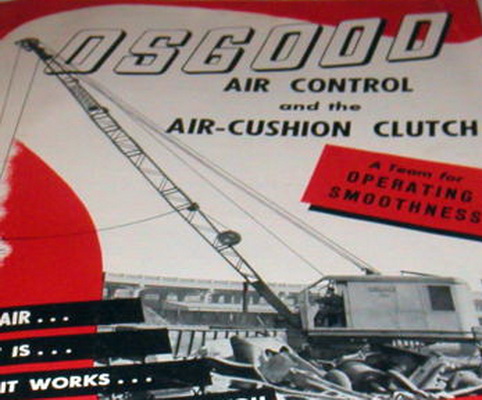 OSGOOD
AIR CONTROL
and the
AIR-CUSHION CLUTCH
A Team for
OPERATING
SMOOTHNESS
AIR...
IS...
IT WORKS...